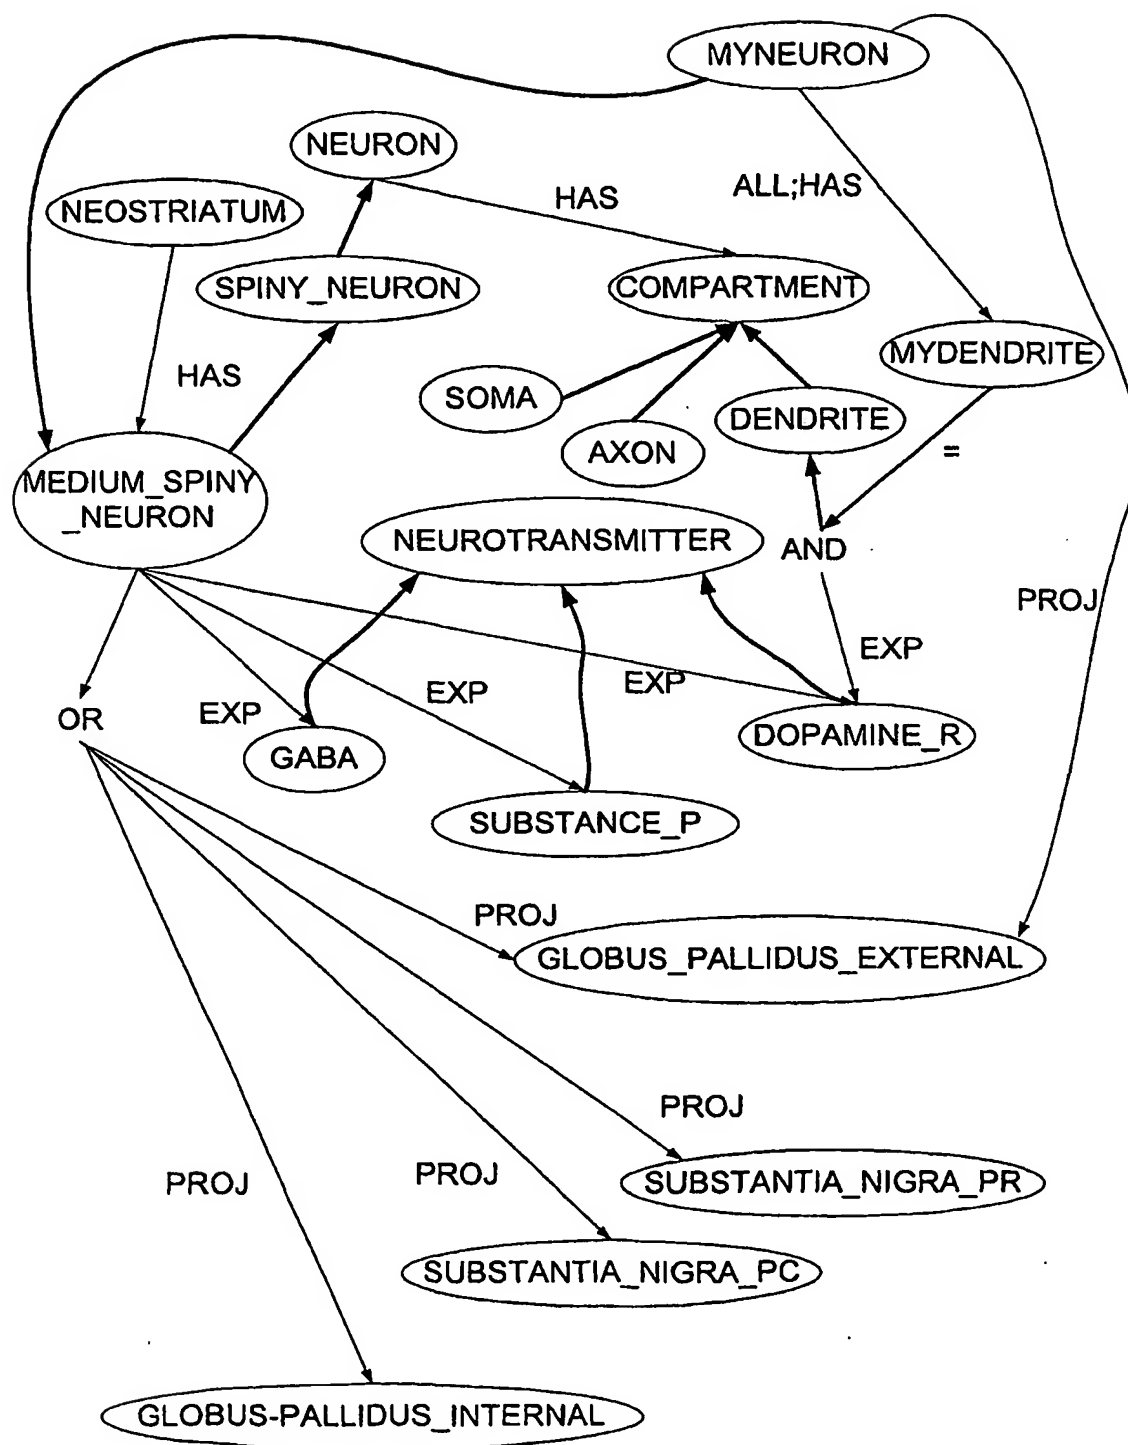 MYNEURON
NEURON
HAS
ALL;HAS
NEOSTRIATUM
SPINY_NEURON
COMPARTMENT
MYDENDRITE
HAS
SOMA
DENDRITE
AXON
=
MEDIUM_SPINY
_NEURON
NEUROTRANSMITTER
AND
PROJ
EXP
EXP
EXP
EXP
OR
GABA
DOPAMINE_R
SUBSTANCE_P
PROJ
GLOBUS_PALLIDUS_EXTERNAL
PROJ
PROJ
PROJ
SUBSTANTIA_NIGRA_PR
SUBSTANTIA_NIGRA_PC
GLOBUS-PALLIDUS_INTERNAL